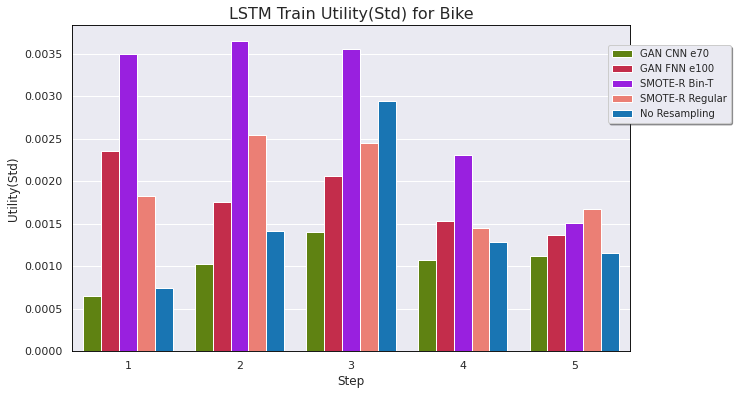 LSTM Train Utility(Std) for Bike
GAN CNN e70
GAN FNN e100
SMOTE-R Bin-T
SMOTE-R Regular
No Resampling
Utility(Std)
0.0035
0.0030
0.0025
0.0020
0.0015
0.0010
0.0005
0.0000
1 2 3 4 5
Step